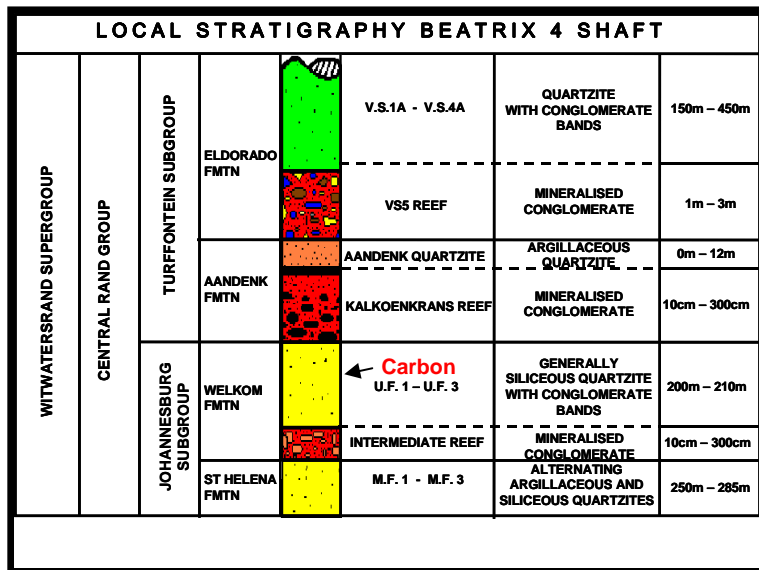 LOCAL STRATIGRAPHY BEATRIX 4 SHAFT
WITWATERSRAND SUPERGROUP
CENTRAL RAND GROUP
TURFFONTEIN SUBGROUP
ELDORADO
FMTN
V.S.1A - V.S.4A
QUARTZITE
WITH CONGLOMERATE
BANDS
150m – 450m
VS5 REEF
MINERALISED
CONGLOMERATE
1m – 3m
AANDENK
FMTN
AANDENK QUARTZITE
ARGILLACEOUS
QUARTZITE
0m – 12m
KALKOENKRANS REEF
MINERALISED
CONGLOMERATE
10cm – 300cm
JOHANNESBURG
SUBGROUP
WELKOM
FMTN
Carbon
U.F. 1 – U.F. 3
GENERALLY
SILICEOUS QUARTZITE
WITH CONGLOMERATE
BANDS
200m – 210m
INTERMEDIATE REEF
MINERALISED
CONGLOMERATE
10cm – 300cm
ST HELENA
FMTN
M.F. 1 - M.F. 3
ALTERNATING
ARGILLACEOUS AND
SILICEOUS QUARTZITES
250m – 285m